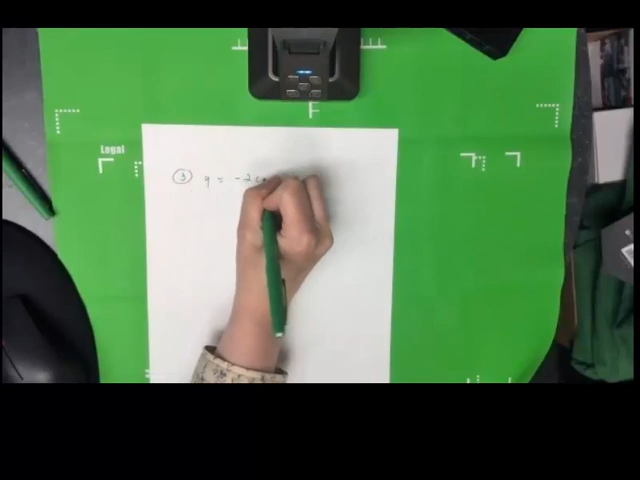 Legal
③ y = -2